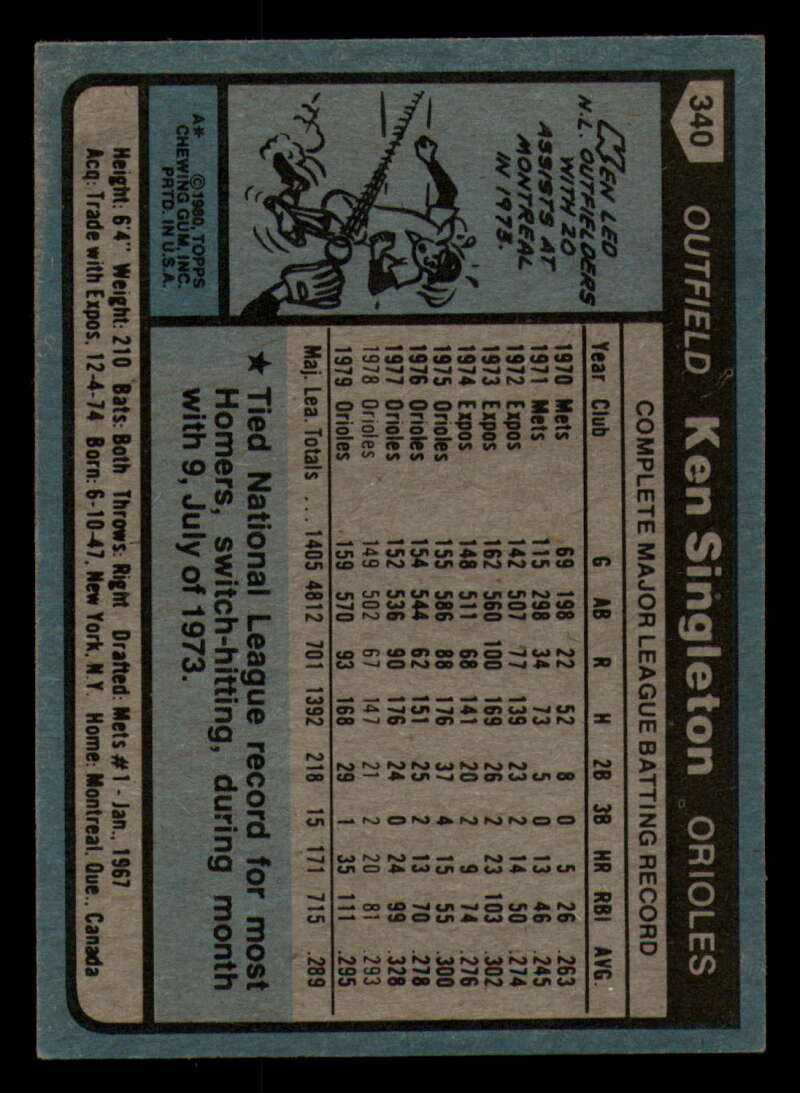 340 OUTFIELD Ken Singleton ORIOLES
KEN LED
N.L. OUTFIELDERS
WITH 20
ASSISTS AT
MONTREAL
IN 1973.
A* ©1980, TOPPS
CHEWING GUM, INC.
PRTD. IN U.S.A.
COMPLETE MAJOR LEAGUE BATTING RECORD
Year Club G AB R H 2B 3B HR RBI AVG.
1970 Mets 69 198 22 52 8 0 5 26 .263
1971 Mets 115 298 34 73 5 0 13 46 .245
1972 Expos 142 507 77 139 23 2 14 50 .274
1973 Expos 162 560 100 169 26 2 23 103 .302
1974 Expos 148 511 68 141 20 2 9 74 .276
1975 Orioles 155 586 88 176 37 4 15 55 .300
1976 Orioles 154 544 62 151 25 2 13 70 .278
1977 Orioles 152 536 90 176 24 0 24 99 .328
1978 Orioles 149 502 67 147 21 2 20 81 .293
1979 Orioles 159 570 93 168 29 1 35 111 .295
Maj. Lea. Totals ... 1405 4812 701 1392 218 15 171 715 .289
★ Tied National League record for most
Homers, switch-hitting, during month
with 9, July of 1973.
Height: 6'4" Weight: 210 Bats: Both Throws: Right Drafted: Mets #1 - Jan., 1967
Acq: Trade with Expos, 12-4-74 Born: 6-10-47, New York, N.Y. Home: Montreal, Que., Canada